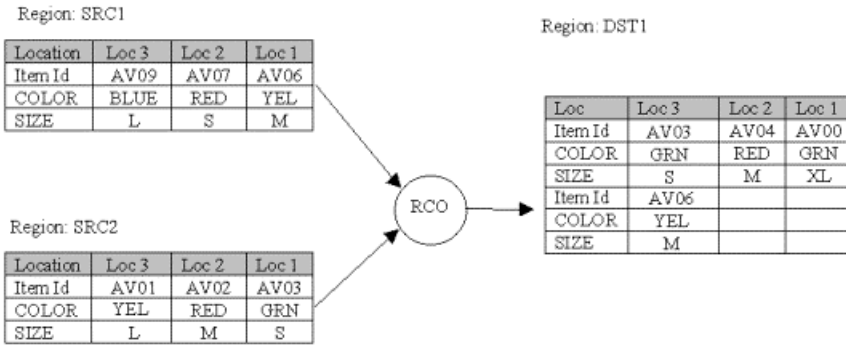 Region: SRC1
Location Loc 3 Loc 2 Loc 1
Item Id AV09 AV07 AV06
COLOR BLUE RED YEL
SIZE L S M
Region: SRC2
Location Loc 3 Loc 2 Loc 1
Item Id AV01 AV02 AV03
COLOR YEL RED GRN
SIZE L M S
RCO
Region: DST1
Loc Loc 3 Loc 2 Loc 1
Item Id AV03 AV04 AV00
COLOR GRN RED GRN
SIZE S M XL
Item Id AV06
COLOR YEL
SIZE M